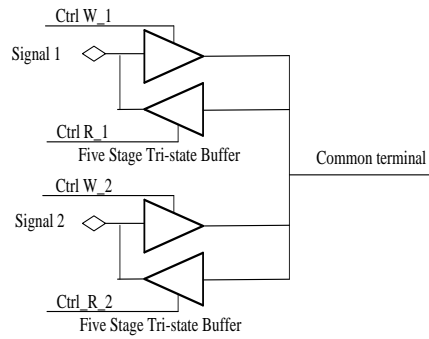 Ctrl W_1
Signal 1
Ctrl R_1
Five Stage Tri-state Buffer
Common terminal
Ctrl W_2
Signal 2
Ctrl_R_2
Five Stage Tri-state Buffer